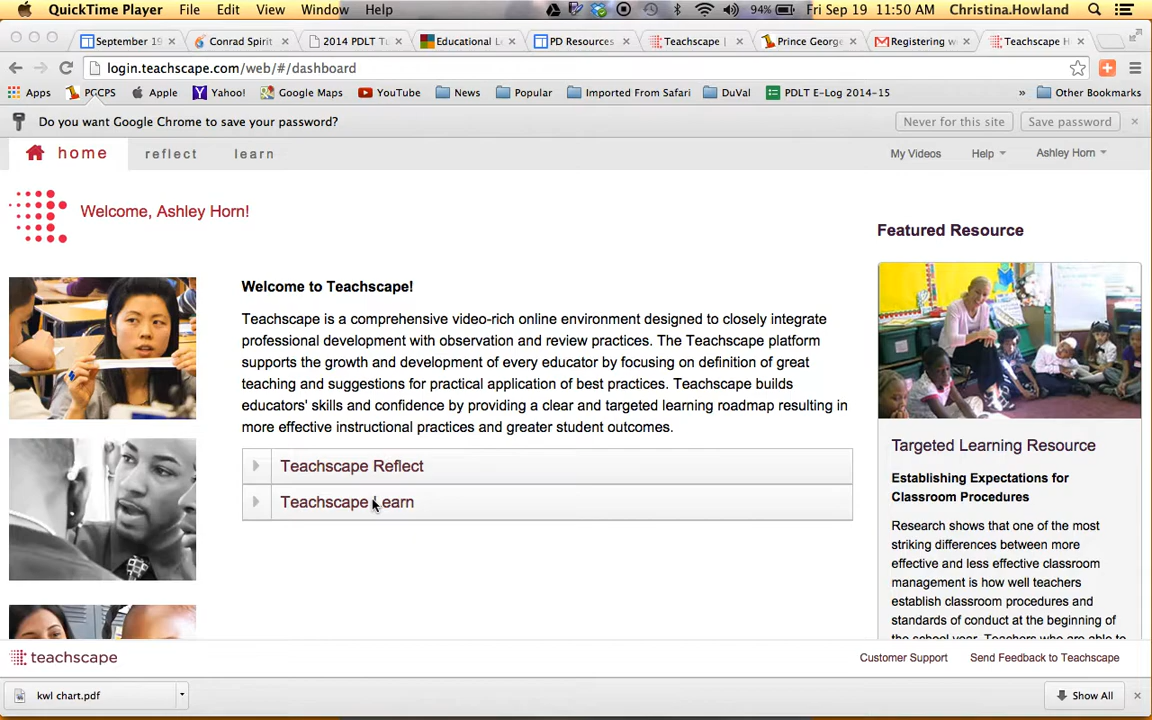 QuickTime Player File Edit View Window Help 94% Fri Sep 19 11:50 AM Christina.Howland
September 19 Conrad Spirit 2014 PDLT Tu Educational L PD Resources Teachscape | Prince George Registering w Teachscape H
login.teachscape.com/web/#/dashboard
Apps PGCPS Apple Yahoo! Google Maps YouTube News Popular Imported From Safari DuVal PDLT E-Log 2014-15 » Other Bookmarks
Do you want Google Chrome to save your password? Never for this site Save password
home reflect learn My Videos Help Ashley Horn
Welcome, Ashley Horn!
Welcome to Teachscape!
Teachscape is a comprehensive video-rich online environment designed to closely integrate
professional development with observation and review practices. The Teachscape platform
supports the growth and development of every educator by focusing on definition of great
teaching and suggestions for practical application of best practices. Teachscape builds
educators' skills and confidence by providing a clear and targeted learning roadmap resulting in
more effective instructional practices and greater student outcomes.
Teachscape Reflect
Teachscape Learn
Featured Resource
Targeted Learning Resource
Establishing Expectations for
Classroom Procedures
Research shows that one of the most
striking differences between more
effective and less effective classroom
management is how well teachers
establish classroom procedures and
standards of conduct at the beginning of
the school year. Teachers who are able to
teachscape Customer Support Send Feedback to Teachscape
kwl chart.pdf Show All